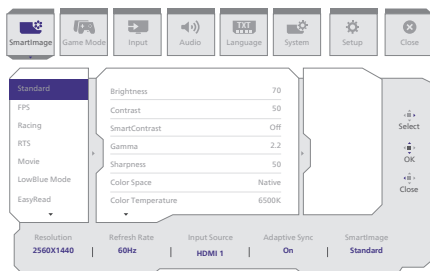 SmartImage
Game Mode
Input
Audio
TXT
Language
System
Setup
Close
Standard
FPS
Racing
RTS
Movie
LowBlue Mode
EasyRead
Brightness 70
Contrast 50
SmartContrast Off
Gamma 2.2
Sharpness 50
Color Space Native
Color Temperature 6500K
Select
OK
Close
Resolution Refresh Rate Input Source Adaptive Sync SmartImage
2560X1440 | 60Hz | HDMI 1 | On | Standard